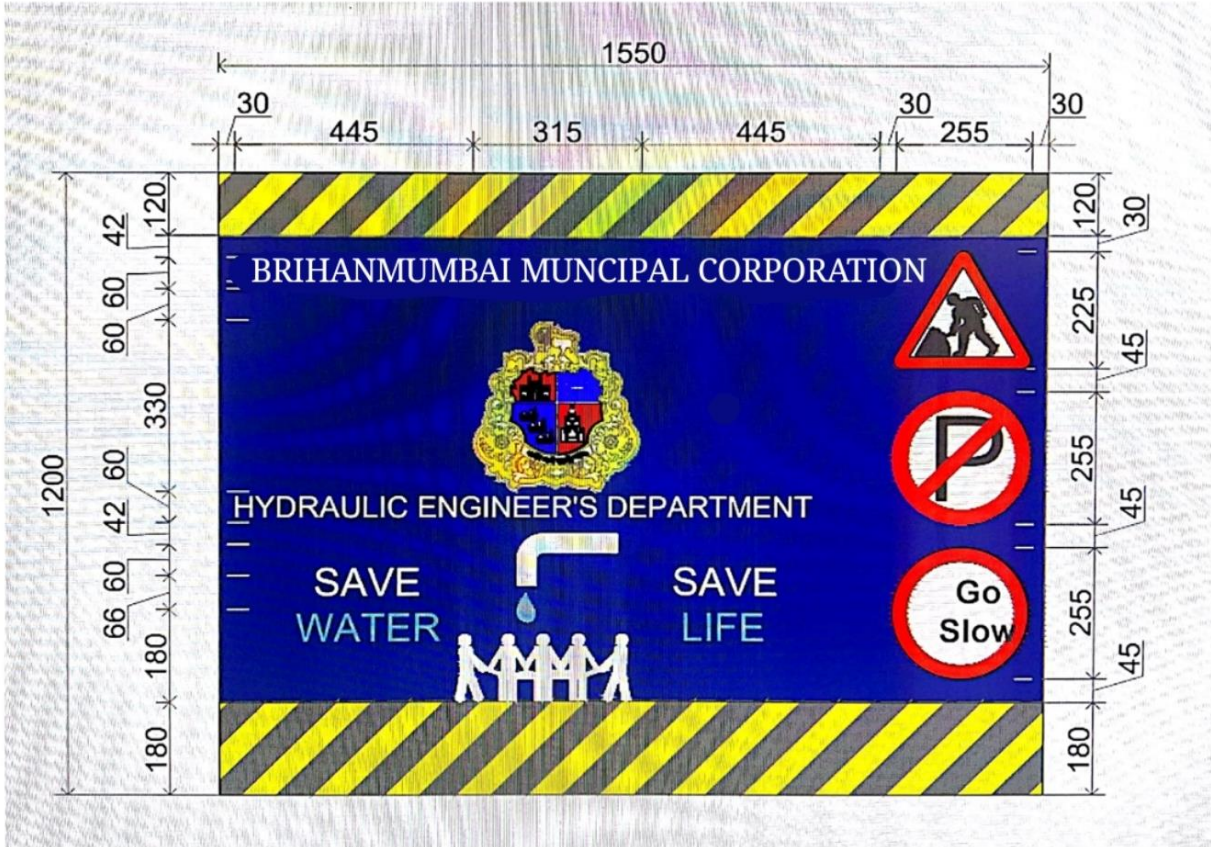 1550
30 445 315 445 30 255 30
1200
120
42
60
60
330
60
42
60
66
180
180
BRIHANMUMBAI MUNCIPAL CORPORATION
HYDRAULIC ENGINEER'S DEPARTMENT
SAVE
WATER
SAVE
LIFE
P
Go
Slow
120
30
225
45
255
45
255
45
180